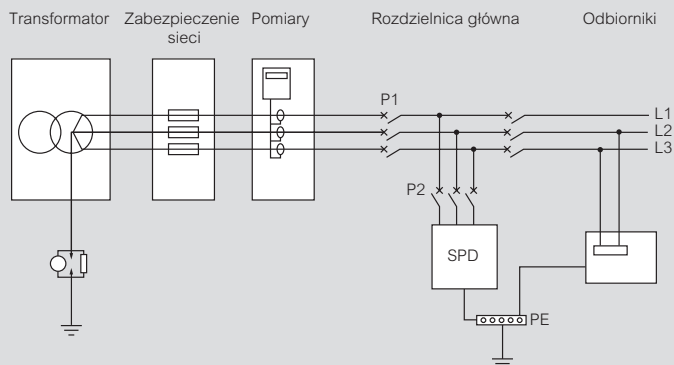 Transformator
Zabezpieczenie
sieci
Pomiary
Rozdzielnica główna
Odbiorniki
P1
L1
L2
L3
P2
SPD
PE